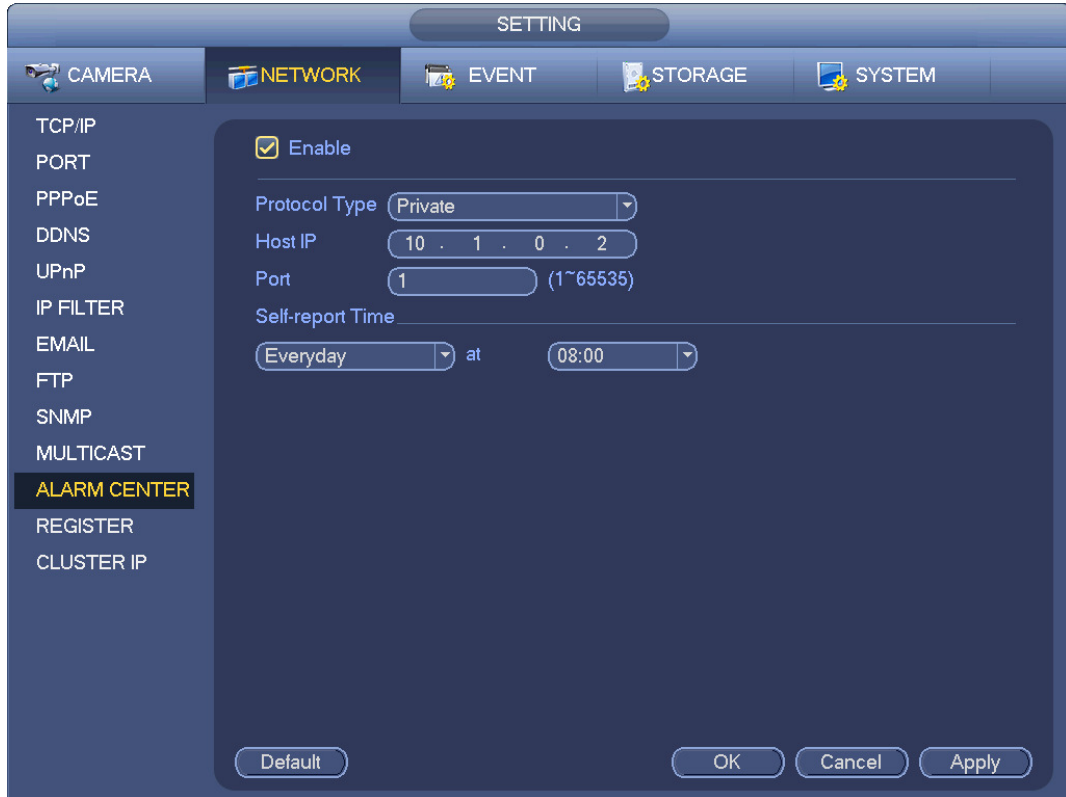 SETTING
CAMERA NETWORK EVENT STORAGE SYSTEM
TCP/IP
PORT
PPPoE
DDNS
UPnP
IP FILTER
EMAIL
FTP
SNMP
MULTICAST
ALARM CENTER
REGISTER
CLUSTER IP
Enable
Protocol Type Private
Host IP 10 . 1 . 0 . 2
Port 1 (1~65535)
Self-report Time
Everyday at 08:00
Default OK Cancel Apply